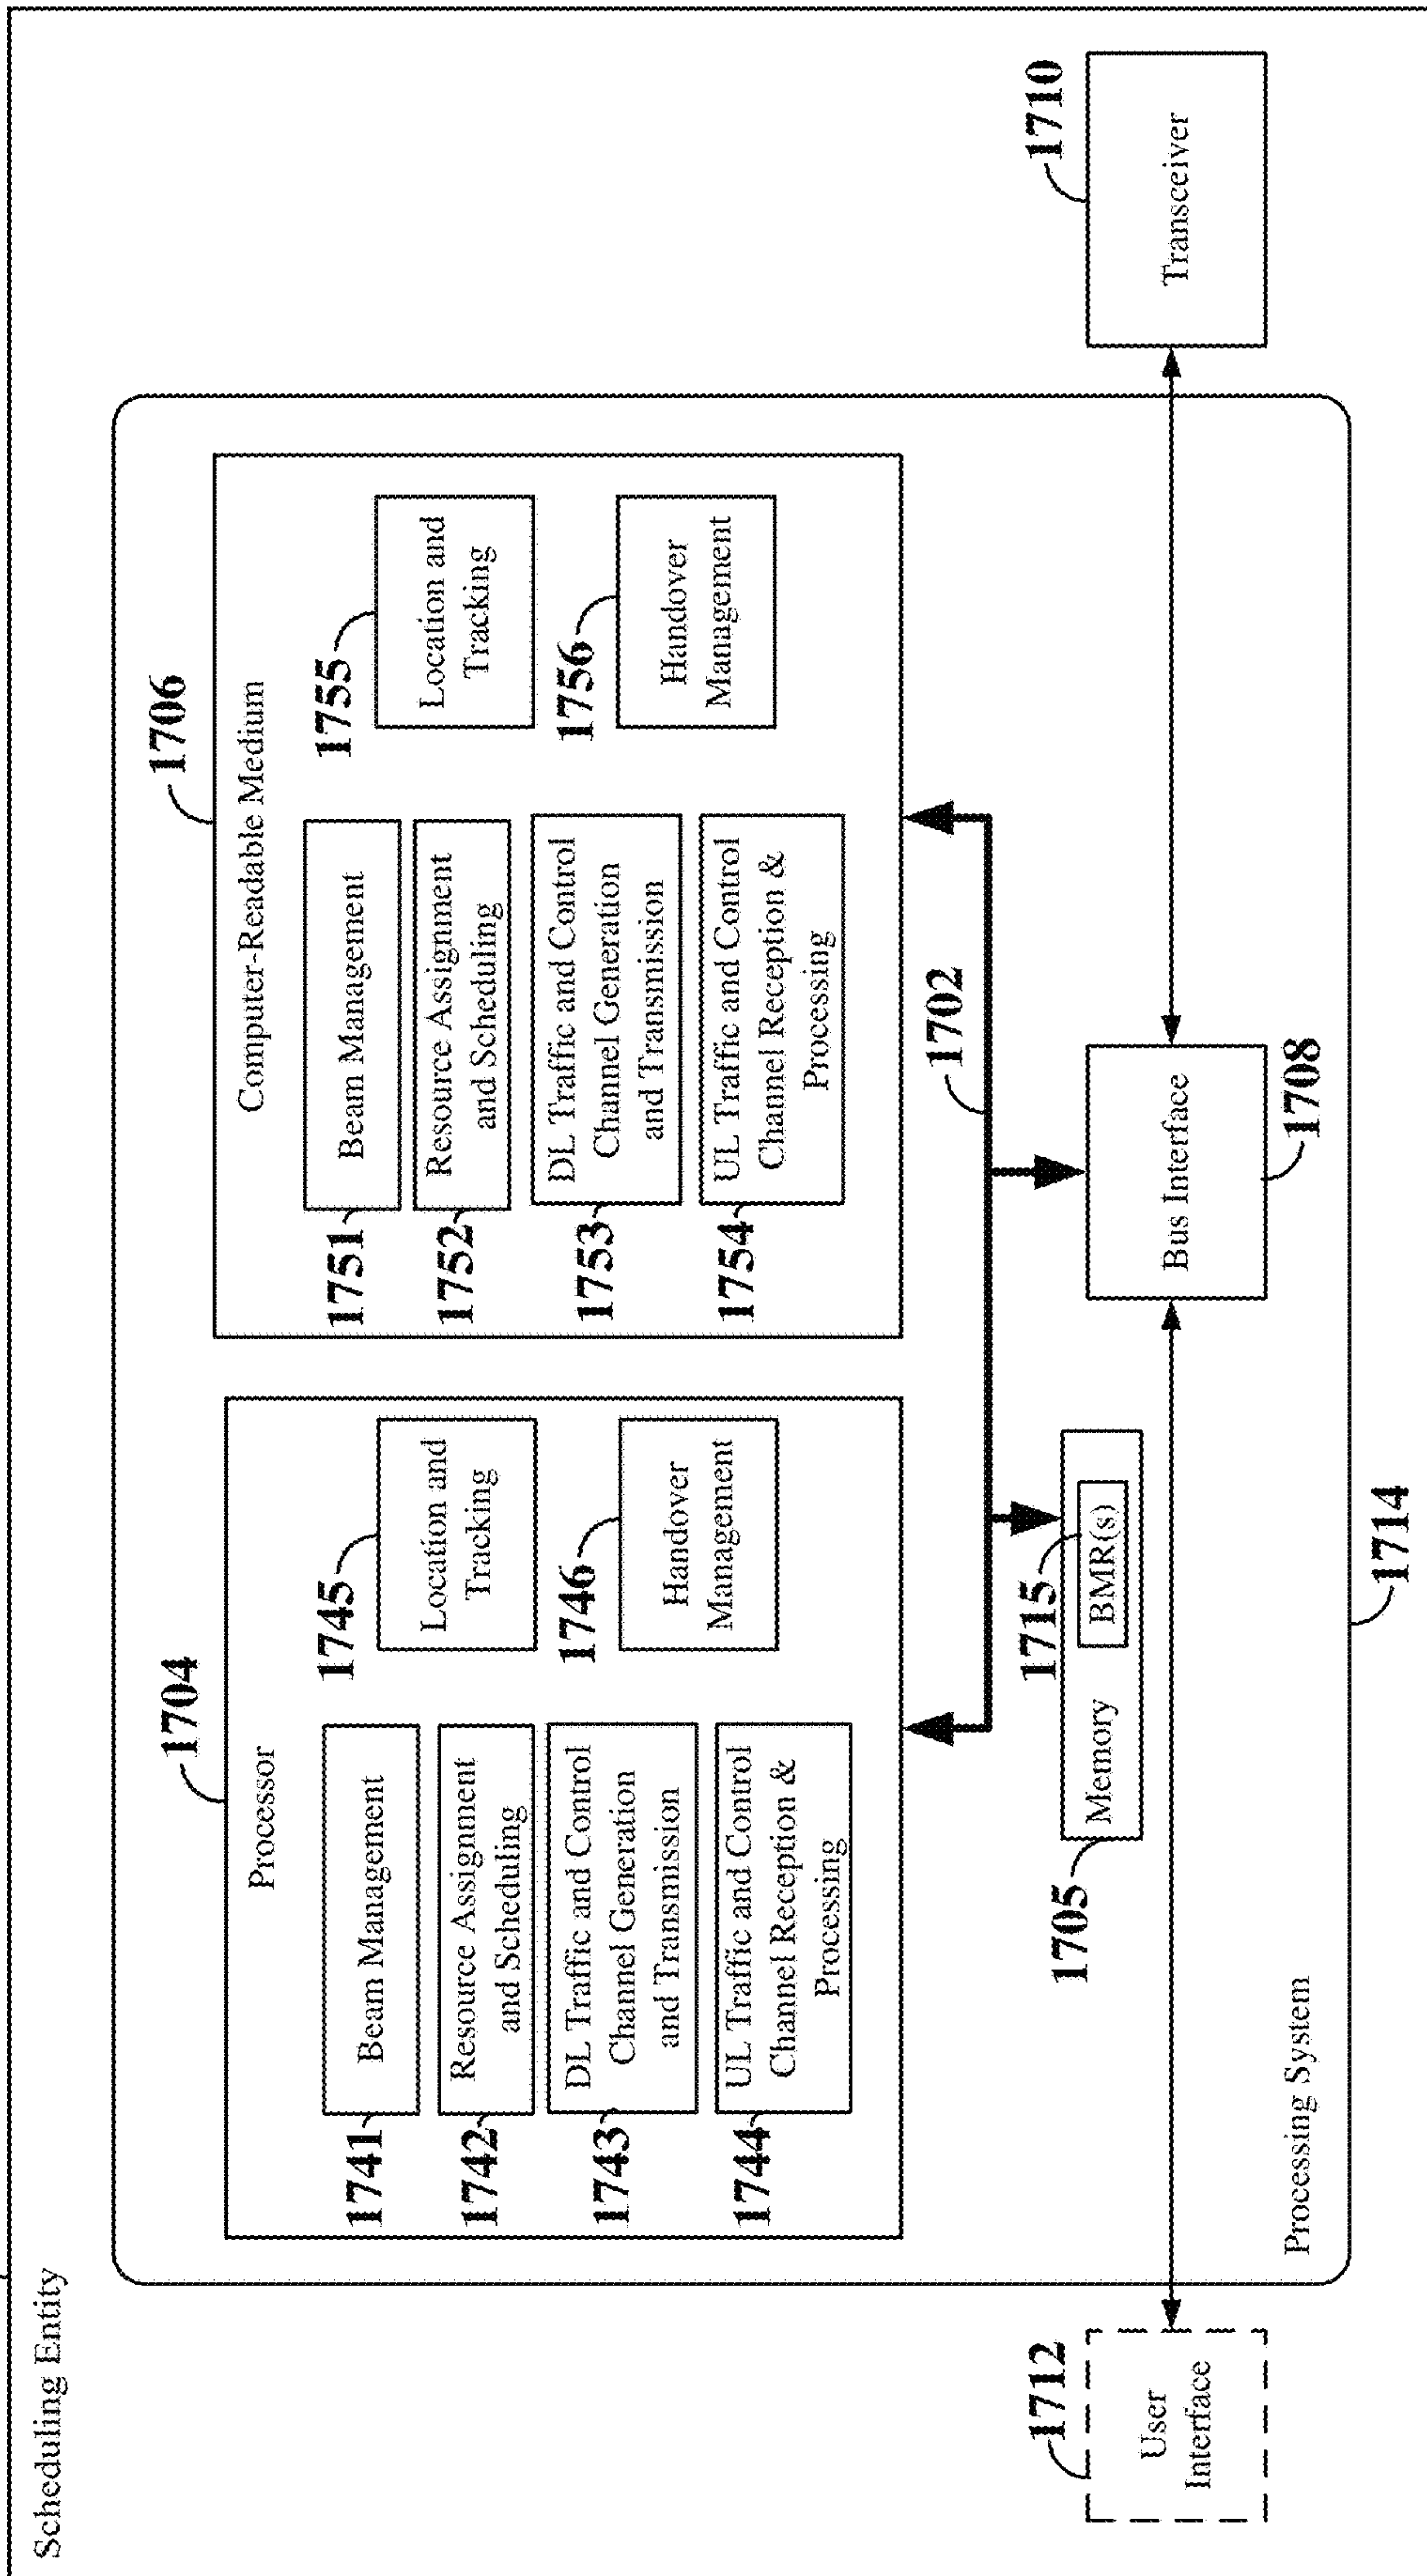 Scheduling Entity
1704
Processor
1741
Beam Management
1742
Resource Assignment
and Scheduling
1743
DL Traffic and Control
Channel Generation
and Transmission
1744
UL Traffic and Control
Channel Reception &
Processing
1745
Location and
Tracking
1746
Handover
Management
1706
Computer-Readable Medium
1751
Beam Management
1752
Resource Assignment
and Scheduling
1753
DL Traffic and Control
Channel Generation
and Transmission
1754
UL Traffic and Control
Channel Reception &
Processing
1755
Location and
Tracking
1756
Handover
Management
1702
1705
Memory
1715
BMR(s)
1712
User
Interface
Bus Interface
1708
1710
Transceiver
Processing System
1714